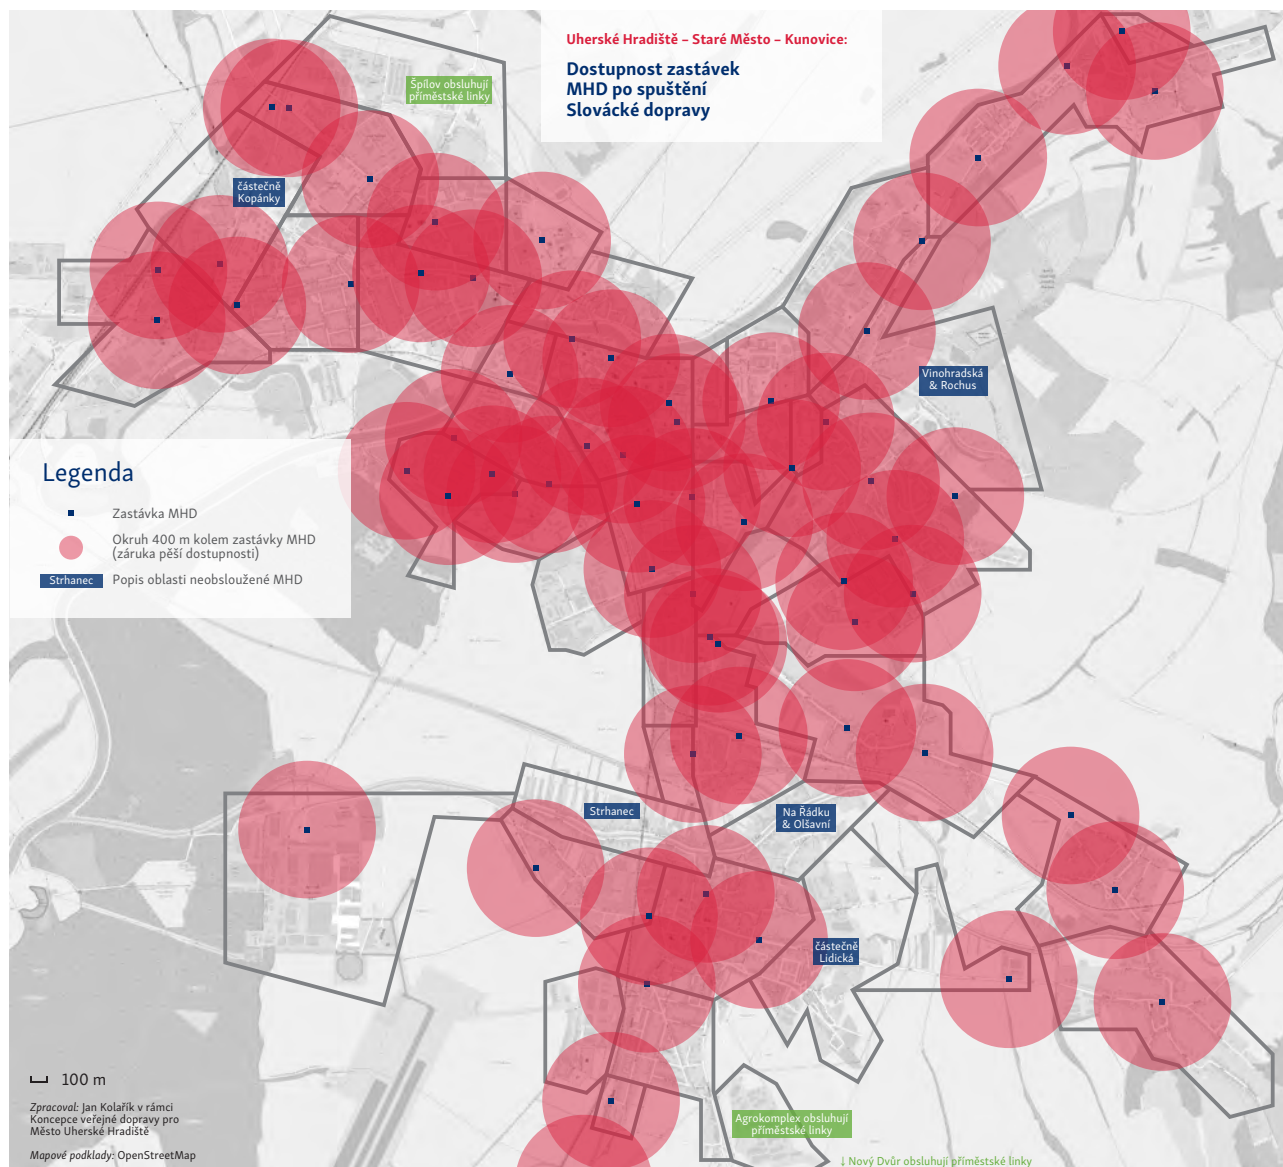 Uherské Hradiště – Staré Město – Kunovice:
Dostupnost zastávek
MHD po spuštění
Slovácké dopravy
Špílov obsluhují
příměstské linky
částečně
Kopánky
Vinohradská
& Rochus
Legenda
Zastávka MHD
Okruh 400 m kolem zastávky MHD
(záruka pěší dostupnosti)
Strhanec
Popis oblasti neobsloužené MHD
Strhanec
Na Řádku
& Olšavní
částečně
Lidická
100 m
Zpracoval: Jan Kolařík v rámci
Koncepce veřejné dopravy pro
Město Uherské Hradiště
Mapové podklady: OpenStreetMap
Agrokomplex obsluhují
příměstské linky
↓ Nový Dvůr obsluhují příměstské linky